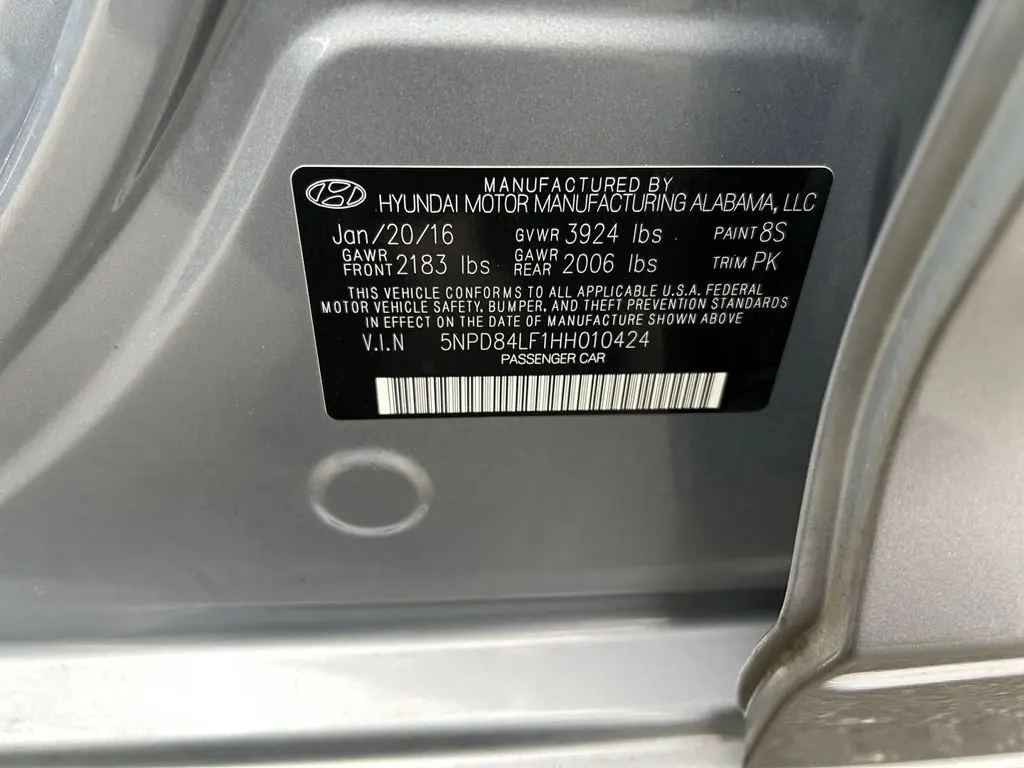 MANUFACTURED BY
HYUNDAI MOTOR MANUFACTURING ALABAMA, LLC
Jan/20/16 GVWR 3924 lbs PAINT 8S
GAWR FRONT 2183 lbs GAWR REAR 2006 lbs TRIM PK
THIS VEHICLE CONFORMS TO ALL APPLICABLE U.S.A. FEDERAL
MOTOR VEHICLE SAFETY, BUMPER, AND THEFT PREVENTION STANDARDS
IN EFFECT ON THE DATE OF MANUFACTURE SHOWN ABOVE
V.I.N 5NPD84LF1HH010424
PASSENGER CAR